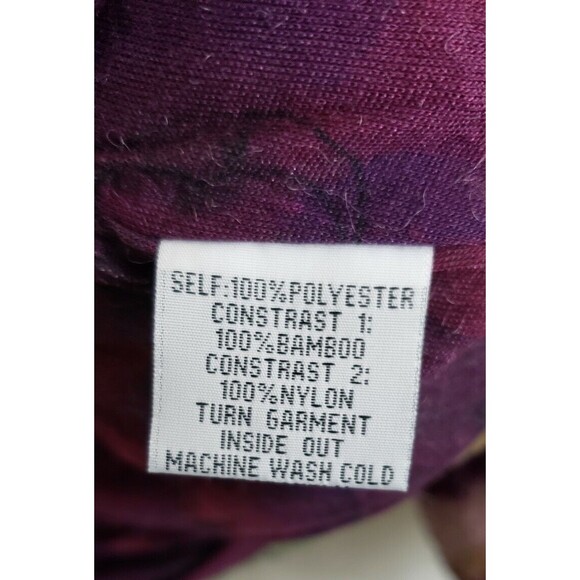 SELF:100%POLYESTER
CONSTRAST 1:
100%BAMBOO
CONSTRAST 2:
100%NYLON
TURN GARMENT
INSIDE OUT
MACHINE WASH COLD